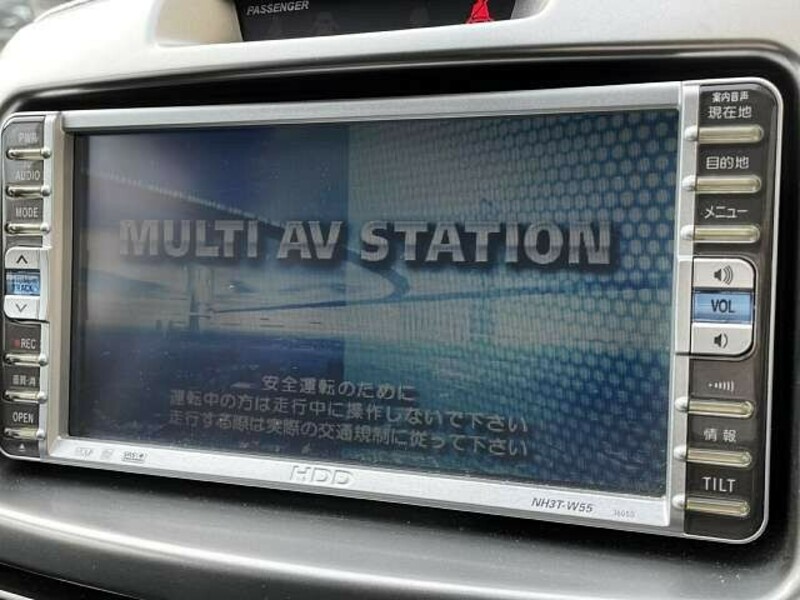 PASSENGER
PWR
AUDIO
MODE
TRACK
REC
OPEN
MULTI AV STATION
安全運転のために
運転中の方は走行中に操作しないで下さい
走行する際は実際の交通規制に従って下さい
HDD
NH3T-W55
案内音声
現在地
目的地
メニュー
VOL
情報
TILT